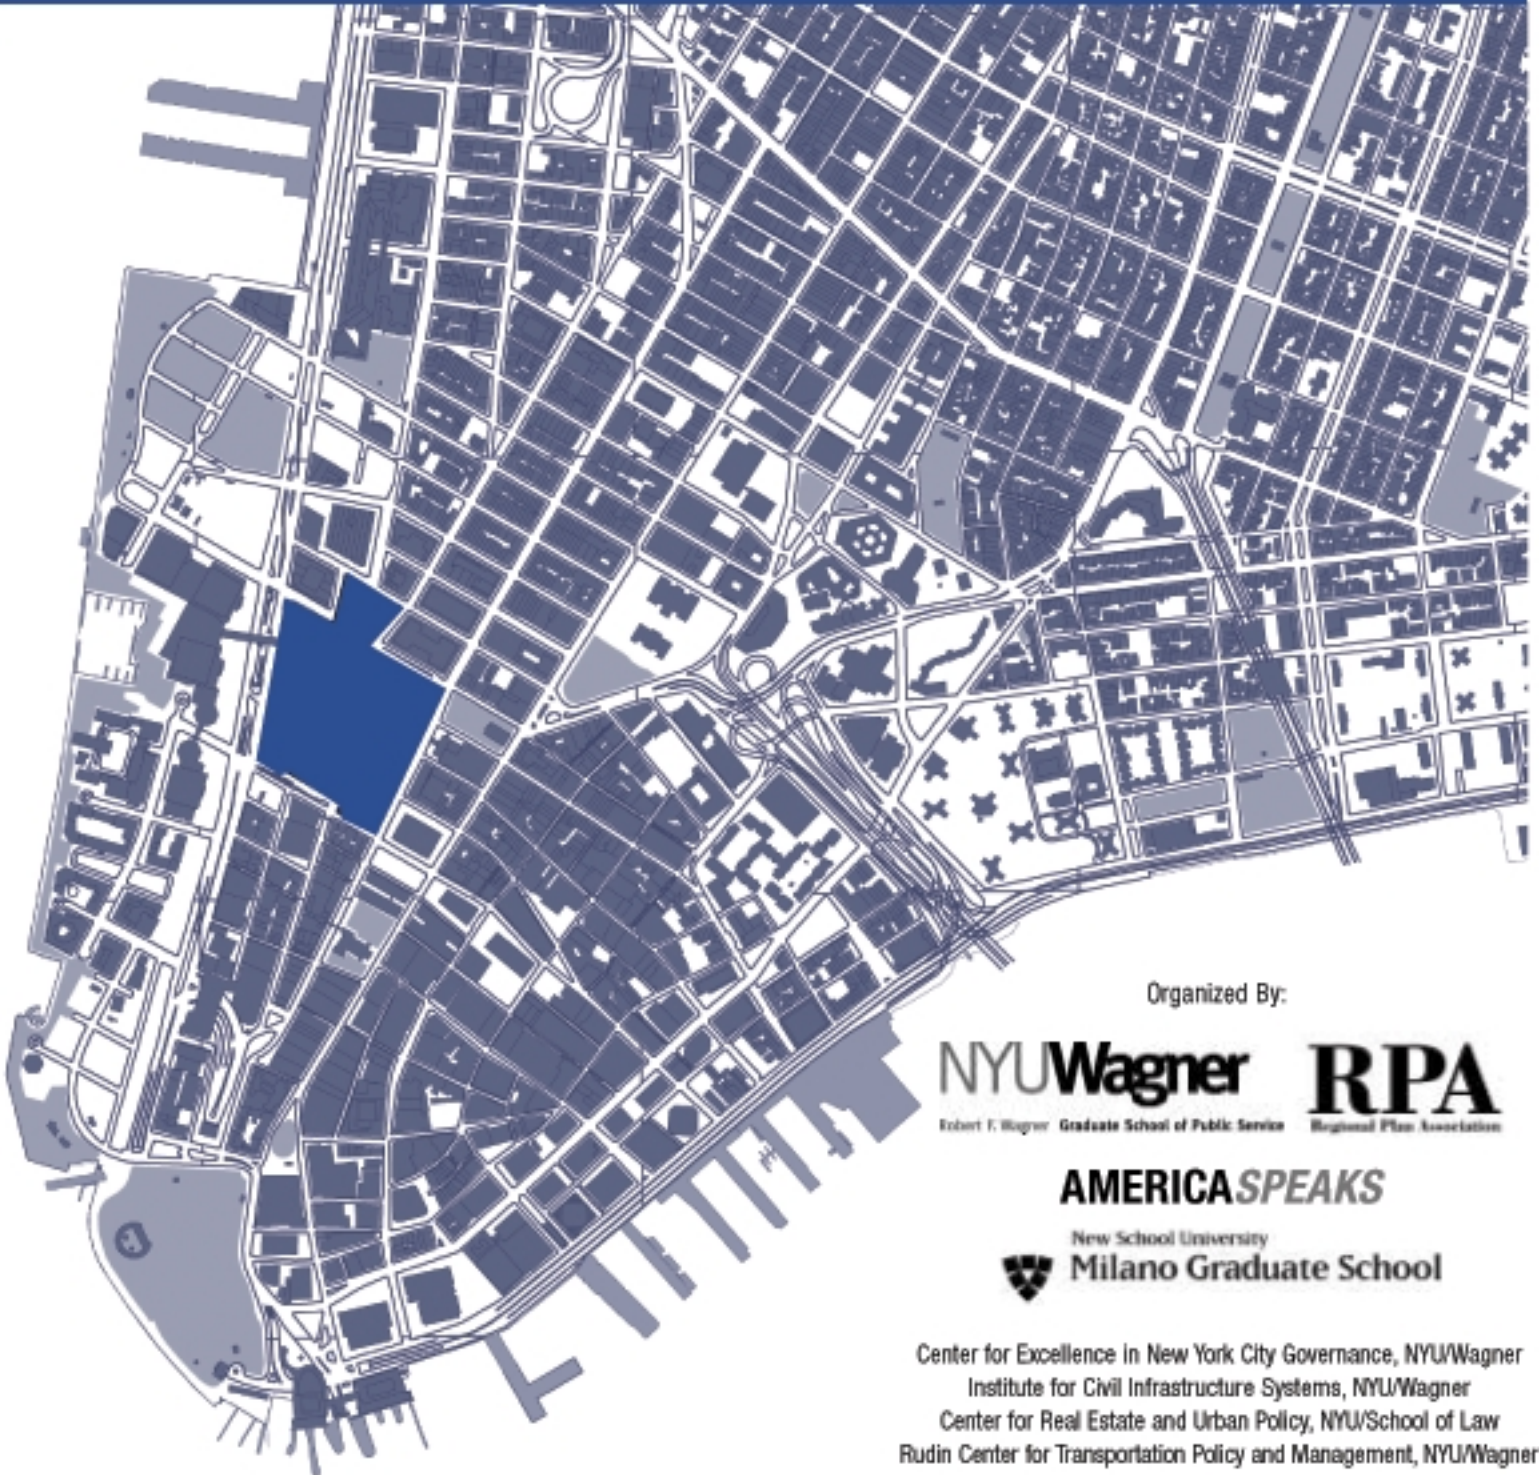 Organized By:
NYUWagner
Robert F. Wagner Graduate School of Public Service
RPA
Regional Plan Association
AMERICASPEAKS
New School University
Milano Graduate School
Center for Excellence in New York City Governance, NYU/Wagner
Institute for Civil Infrastructure Systems, NYU/Wagner
Center for Real Estate and Urban Policy, NYU/School of Law
Rudin Center for Transportation Policy and Management, NYU/Wagner